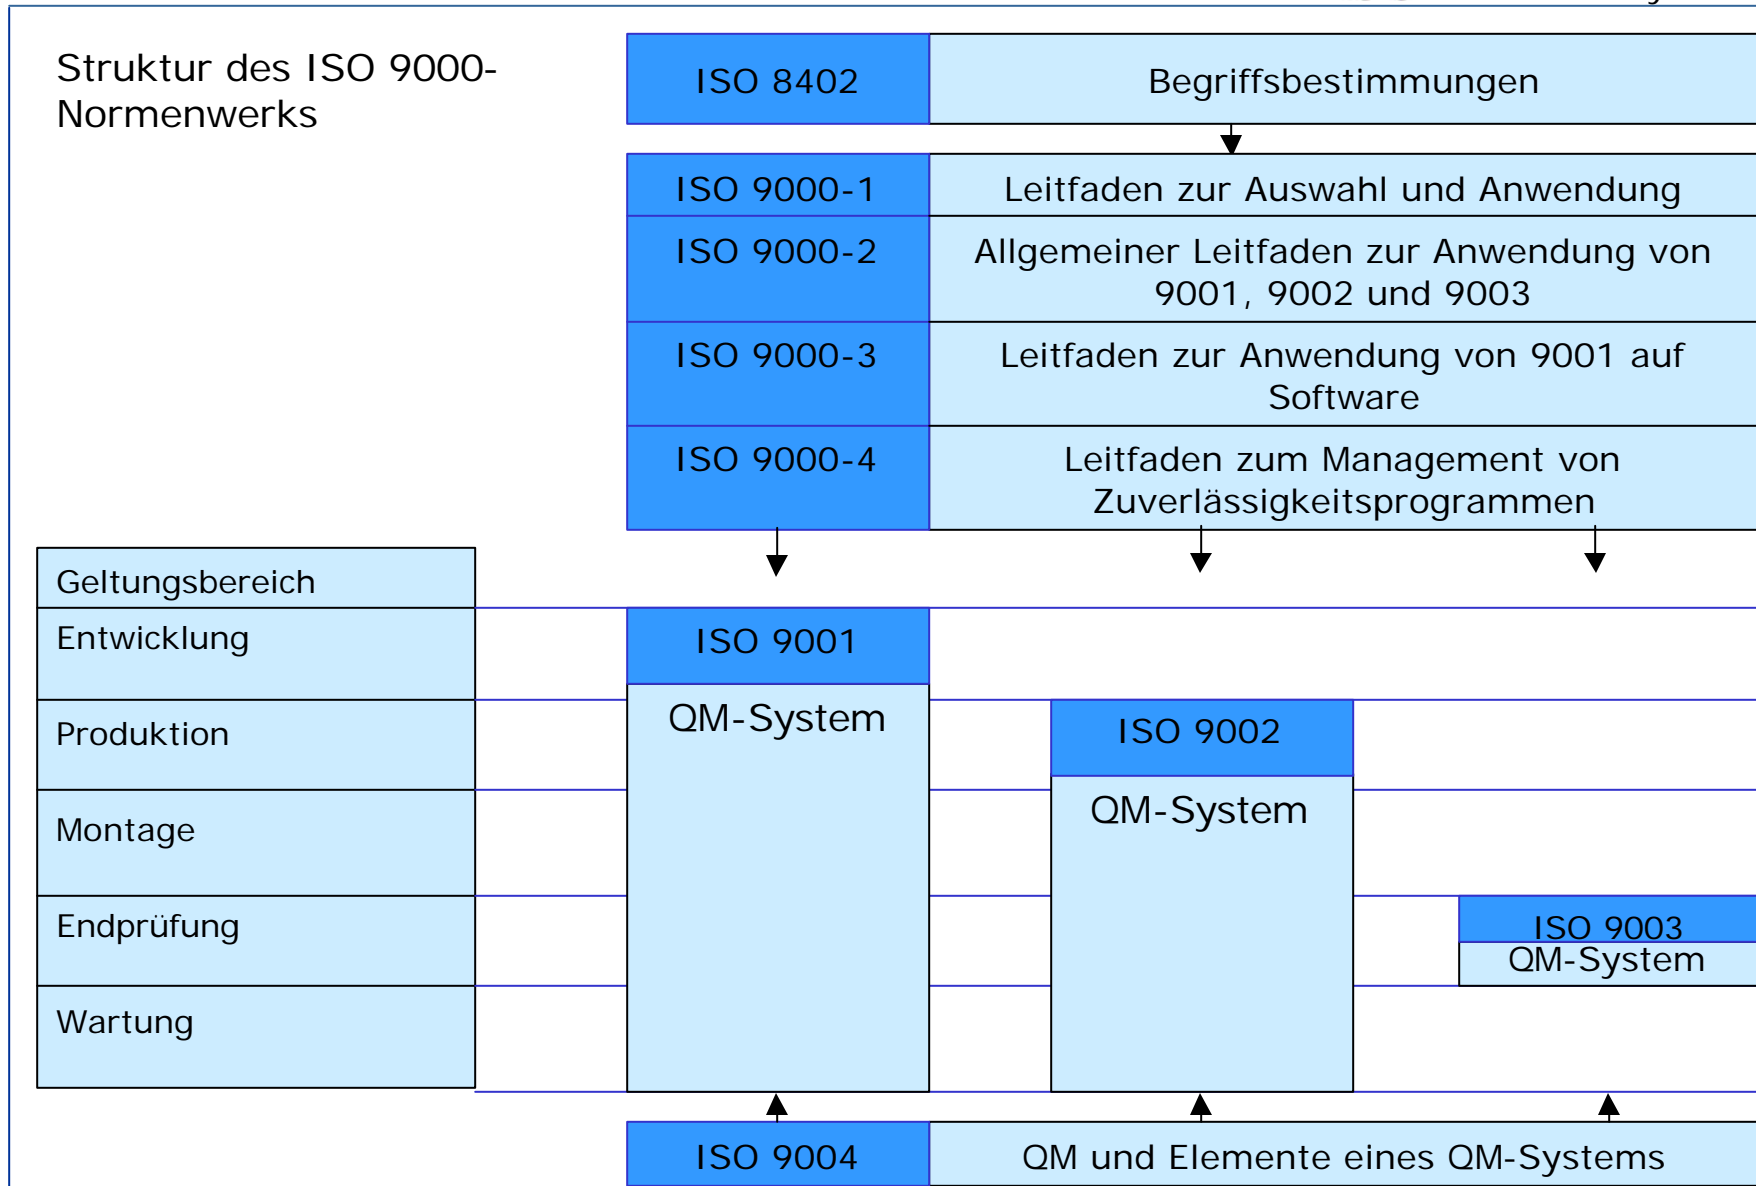 Struktur des ISO 9000-
Normenwerks
ISO 8402
Begriffsbestimmungen
ISO 9000-1
Leitfaden zur Auswahl und Anwendung
ISO 9000-2
Allgemeiner Leitfaden zur Anwendung von
9001, 9002 und 9003
ISO 9000-3
Leitfaden zur Anwendung von 9001 auf
Software
ISO 9000-4
Leitfaden zum Management von
Zuverlässigkeitsprogrammen
Geltungsbereich
Entwicklung
ISO 9001
QM-System
Produktion
ISO 9002
QM-System
Montage
Endprüfung
ISO 9003
QM-System
Wartung
ISO 9004
QM und Elemente eines QM-Systems